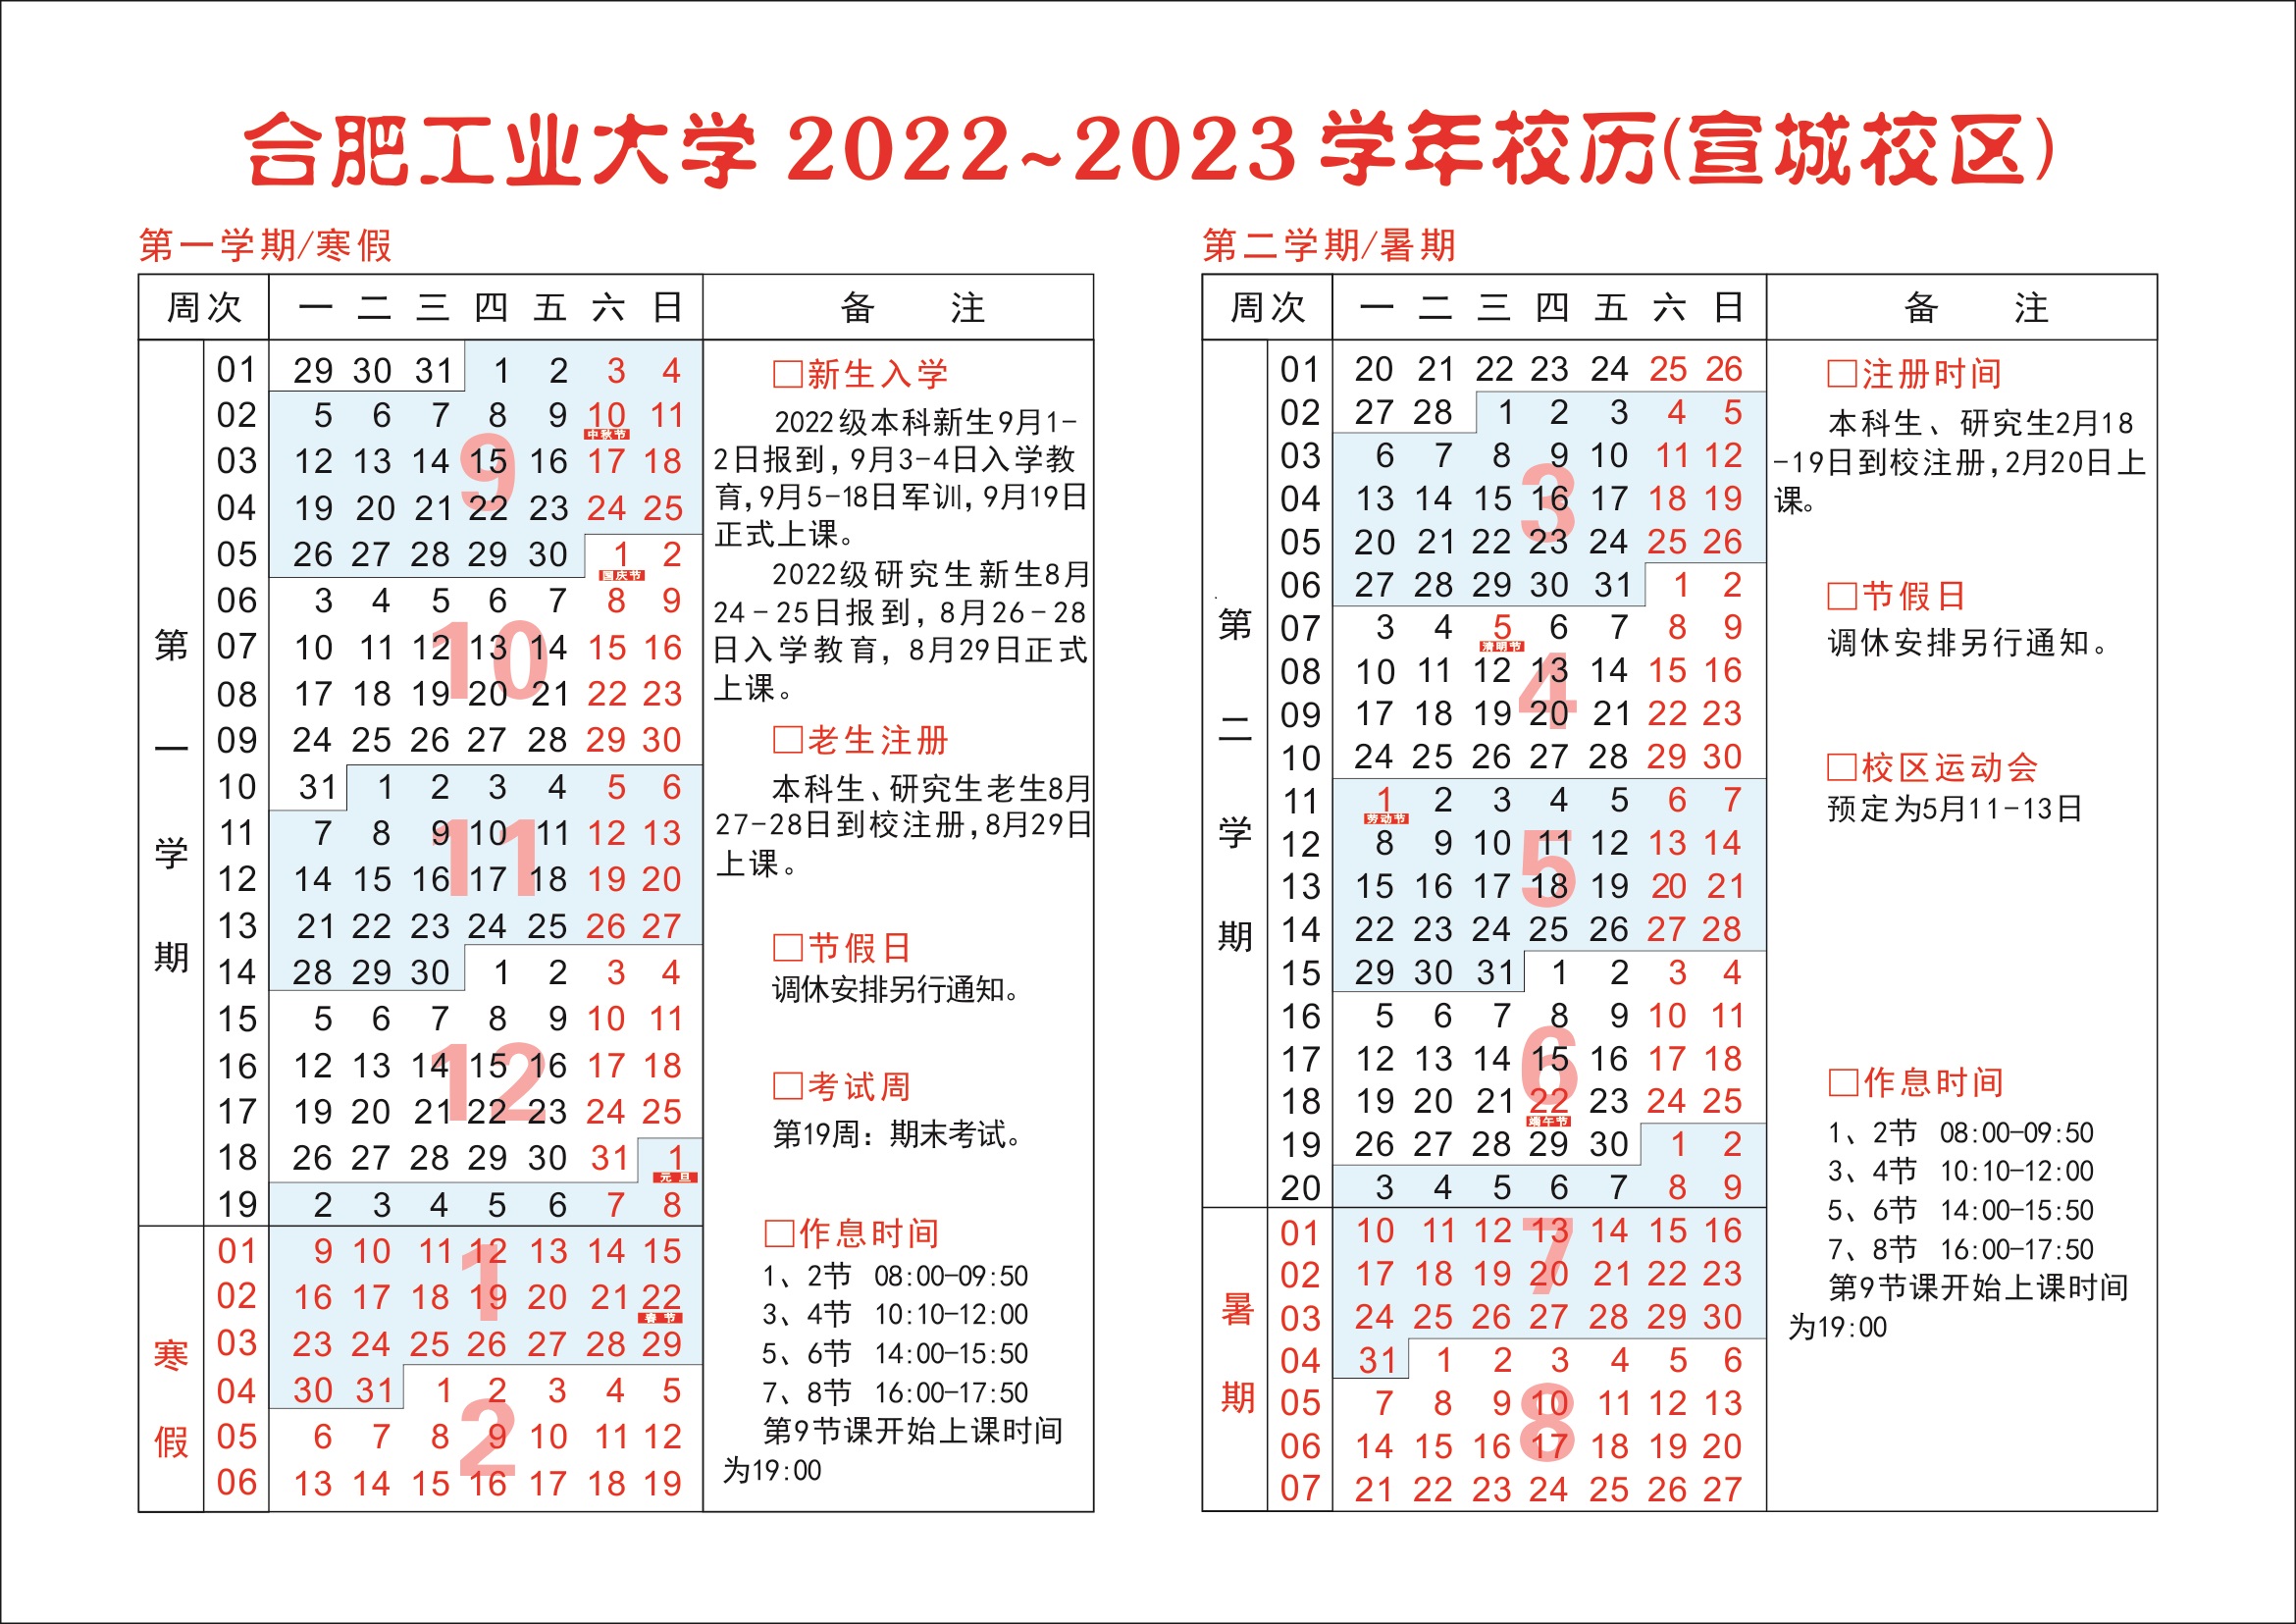 合肥工业大学 2022~2023 学年校历(宣城校区)
第一学期/寒假
周次 一 二 三 四 五 六 日 备 注
第一学期
01 29 30 31 1 2 3 4
02 5 6 7 8 9 10 11
中秋节
03 12 13 14 15 16 17 18
9
04 19 20 21 22 23 24 25
05 26 27 28 29 30 1 2
国庆节
06 3 4 5 6 7 8 9
07 10 11 12 13 14 15 16
10
08 17 18 19 20 21 22 23
09 24 25 26 27 28 29 30
10 31 1 2 3 4 5 6
11 7 8 9 10 11 12 13
11
12 14 15 16 17 18 19 20
13 21 22 23 24 25 26 27
14 28 29 30 1 2 3 4
15 5 6 7 8 9 10 11
16 12 13 14 15 16 17 18
12
17 19 20 21 22 23 24 25
18 26 27 28 29 30 31 1
元旦
19 2 3 4 5 6 7 8
寒假
01 9 10 11 12 13 14 15
1
02 16 17 18 19 20 21 22
春节
03 23 24 25 26 27 28 29
04 30 31 1 2 3 4 5
2
05 6 7 8 9 10 11 12
06 13 14 15 16 17 18 19
□新生入学
2022级本科新生9月1-
2日报到,9月3-4日入学教
育,9月5-18日军训,9月19日
正式上课。
2022级研究生新生8月
24-25日报到,8月26-28
日入学教育,8月29日正式
上课。
□老生注册
本科生、研究生老生8月
27-28日到校注册,8月29日
上课。
□节假日
调休安排另行通知。
□考试周
第19周：期末考试。
□作息时间
1、2节 08:00-09:50
3、4节 10:10-12:00
5、6节 14:00-15:50
7、8节 16:00-17:50
第9节课开始上课时间
为19:00
第二学期/暑期
周次 一 二 三 四 五 六 日 备 注
第二学期
01 20 21 22 23 24 25 26
02 27 28 1 2 3 4 5
03 6 7 8 9 10 11 12
3
04 13 14 15 16 17 18 19
05 20 21 22 23 24 25 26
06 27 28 29 30 31 1 2
07 3 4 5 6 7 8 9
清明节
08 10 11 12 13 14 15 16
4
09 17 18 19 20 21 22 23
10 24 25 26 27 28 29 30
11 1 2 3 4 5 6 7
劳动节
12 8 9 10 11 12 13 14
5
13 15 16 17 18 19 20 21
14 22 23 24 25 26 27 28
15 29 30 31 1 2 3 4
16 5 6 7 8 9 10 11
17 12 13 14 15 16 17 18
6
18 19 20 21 22 23 24 25
端午节
19 26 27 28 29 30 1 2
20 3 4 5 6 7 8 9
暑期
01 10 11 12 13 14 15 16
7
02 17 18 19 20 21 22 23
03 24 25 26 27 28 29 30
04 31 1 2 3 4 5 6
05 7 8 9 10 11 12 13
8
06 14 15 16 17 18 19 20
07 21 22 23 24 25 26 27
□注册时间
本科生、研究生2月18
-19日到校注册,2月20日上
课。
□节假日
调休安排另行通知。
□校区运动会
预定为5月11-13日
□作息时间
1、2节 08:00-09:50
3、4节 10:10-12:00
5、6节 14:00-15:50
7、8节 16:00-17:50
第9节课开始上课时间
为19:00